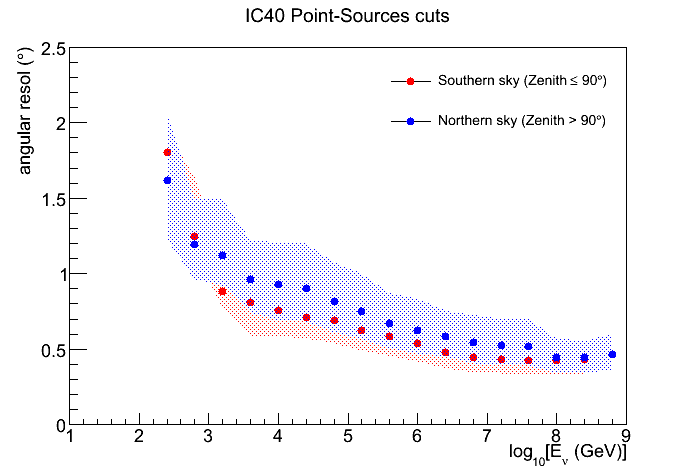 IC40 Point-Sources cuts
angular resol (°)
2.5
2
1.5
1
0.5
0
Southern sky (Zenith ≤ 90°)
Northern sky (Zenith > 90°)
1 2 3 4 5 6 7 8 9
log10[Eν (GeV)]